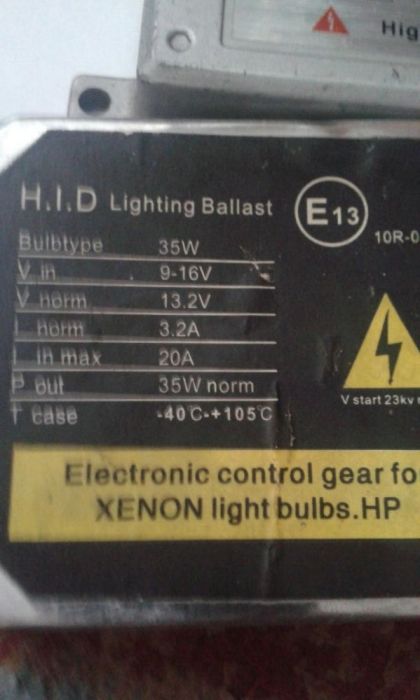 Hig
H.I.D Lighting Ballast
E13
10R-0
Bulbtype 35W
V in 9-16V
V norm 13.2V
I norm 3.2A
I in max 20A
P out 35W norm
T case -40°C-+105°C
V start 23kv
Electronic control gear fo
XENON light bulbs.HP